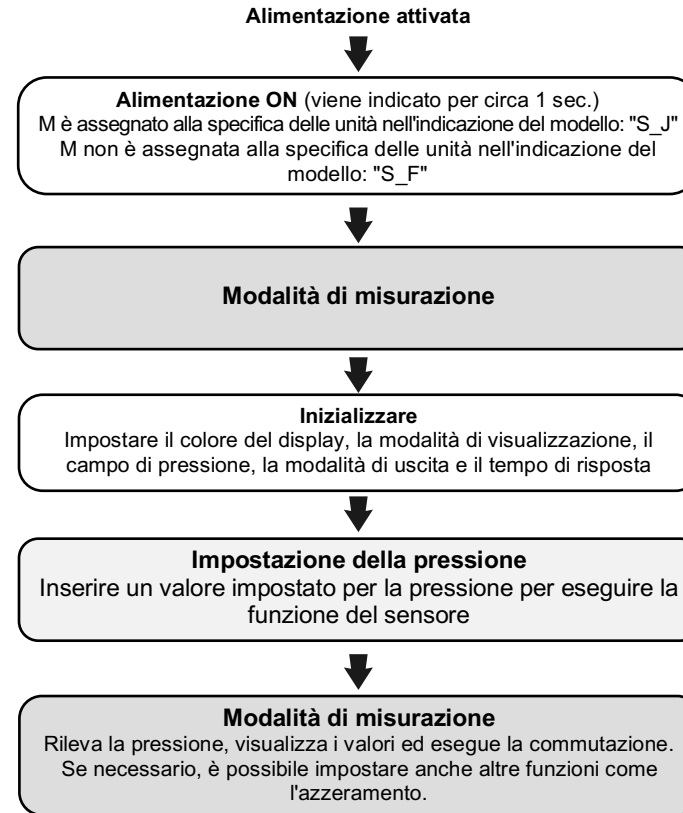 Alimentazione attivata
Alimentazione ON (viene indicato per circa 1 sec.)
M è assegnato alla specifica delle unità nell'indicazione del modello: "S_J"
M non è assegnata alla specifica delle unità nell'indicazione del
modello: "S_F"
Modalità di misurazione
Inizializzare
Impostare il colore del display, la modalità di visualizzazione, il
campo di pressione, la modalità di uscita e il tempo di risposta
Impostazione della pressione
Inserire un valore impostato per la pressione per eseguire la
funzione del sensore
Modalità di misurazione
Rileva la pressione, visualizza i valori ed esegue la commutazione.
Se necessario, è possibile impostare anche altre funzioni come
l'azzeramento.